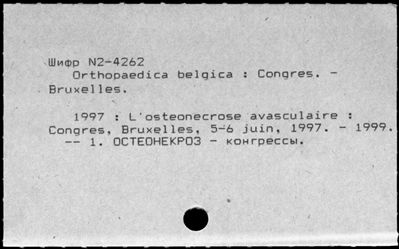 Шифр N2-4262
Orthopaedica belgica : Congres. -
Bruxelles.
1997 : L'osteonecrose avasculaire :
Congres, Bruxelles, 5-6 juin, 1997. - 1999.
-- 1. ОСТЕОНЕКРОЗ - конгрессы.